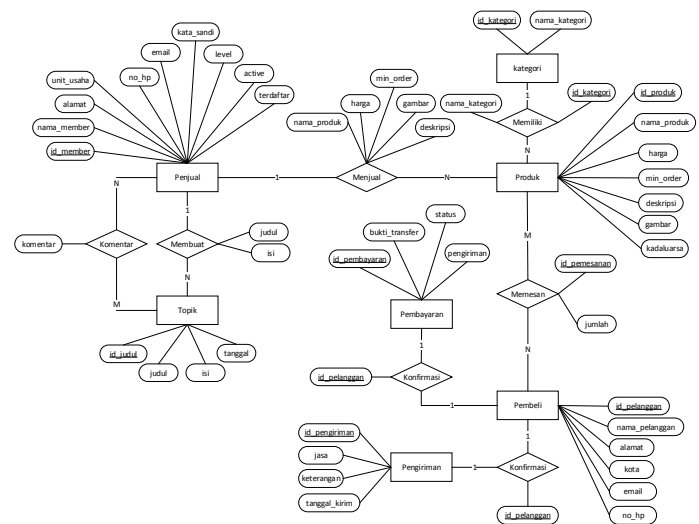 id_kategori
nama_kategori
kata_sandi
email
level
unit_usaha
no_hp
active
alamat
terdaftar
nama_member
id_member
kategori
1
min_order
harga
gambar
nama_produk
deskripsi
nama_kategori
id_kategori
Memiliki
N
id_produk
nama_produk
harga
min_order
deskripsi
gambar
kadaluarsa
Penjual
1
Menjual
N
Produk
N
1
M
komentar
Komentar
Membuat
judul
isi
M
N
Topik
id_judul
judul
isi
tanggal
status
bukti_transfer
id_pembayaran
pengiriman
Pembayaran
id_pemesanan
Memesan
jumlah
1
N
id_pelanggan
Konfirmasi
1
Pembeli
id_pelanggan
nama_pelanggan
alamat
kota
email
no_hp
1
id_pengiriman
jasa
keterangan
tanggal_kirim
Pengiriman
1
Konfirmasi
id_pelanggan